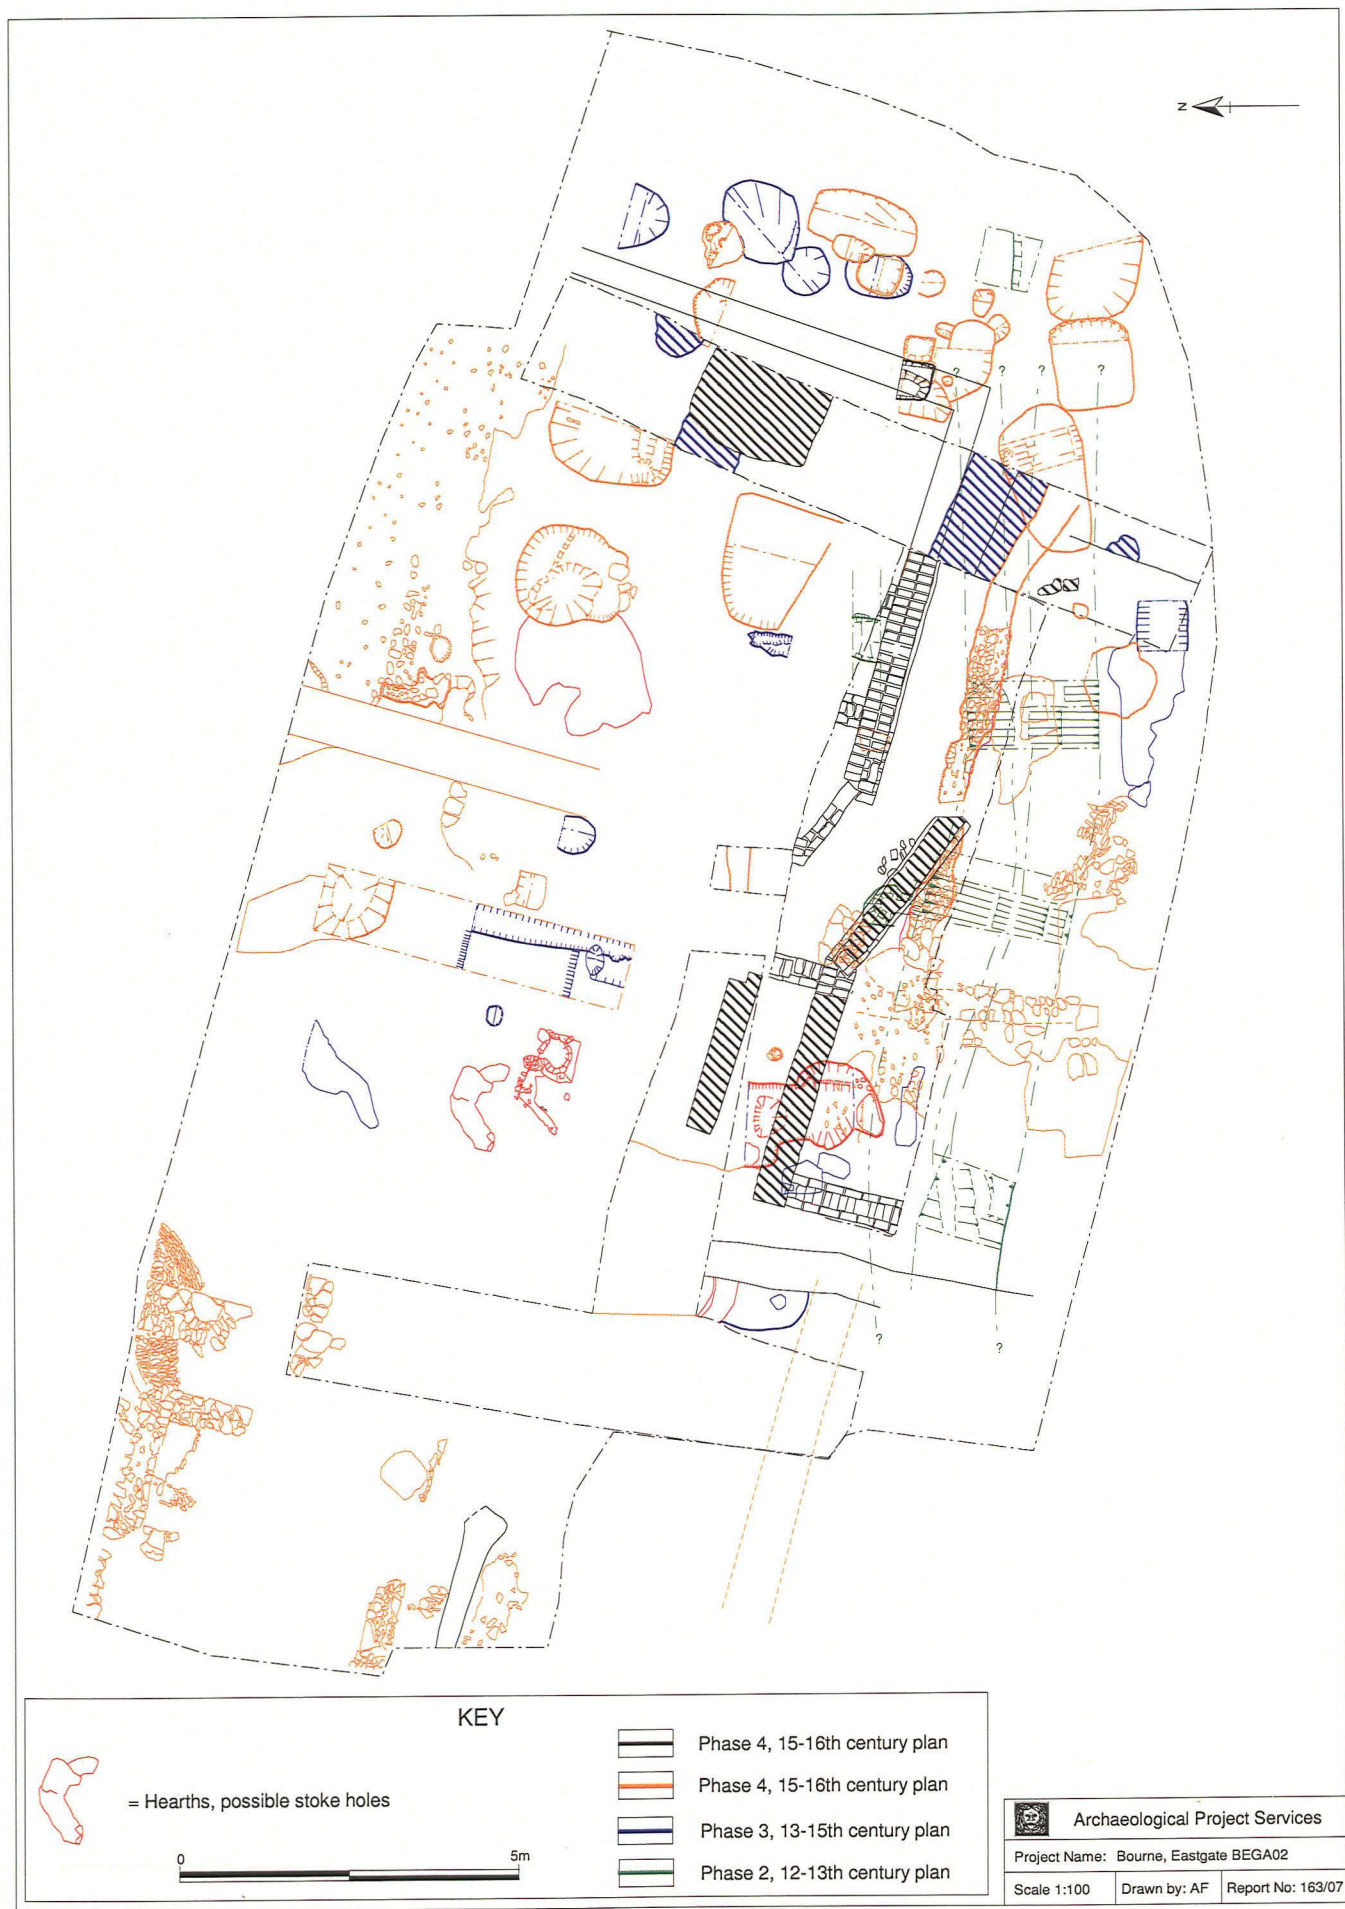 N
? ? ? ?
?
?
KEY
= Hearths, possible stoke holes
0 5m
Phase 4, 15-16th century plan
Phase 4, 15-16th century plan
Phase 3, 13-15th century plan
Phase 2, 12-13th century plan
Archaeological Project Services
Project Name: Bourne, Eastgate BEGA02
Scale 1:100 Drawn by: AF Report No: 163/07